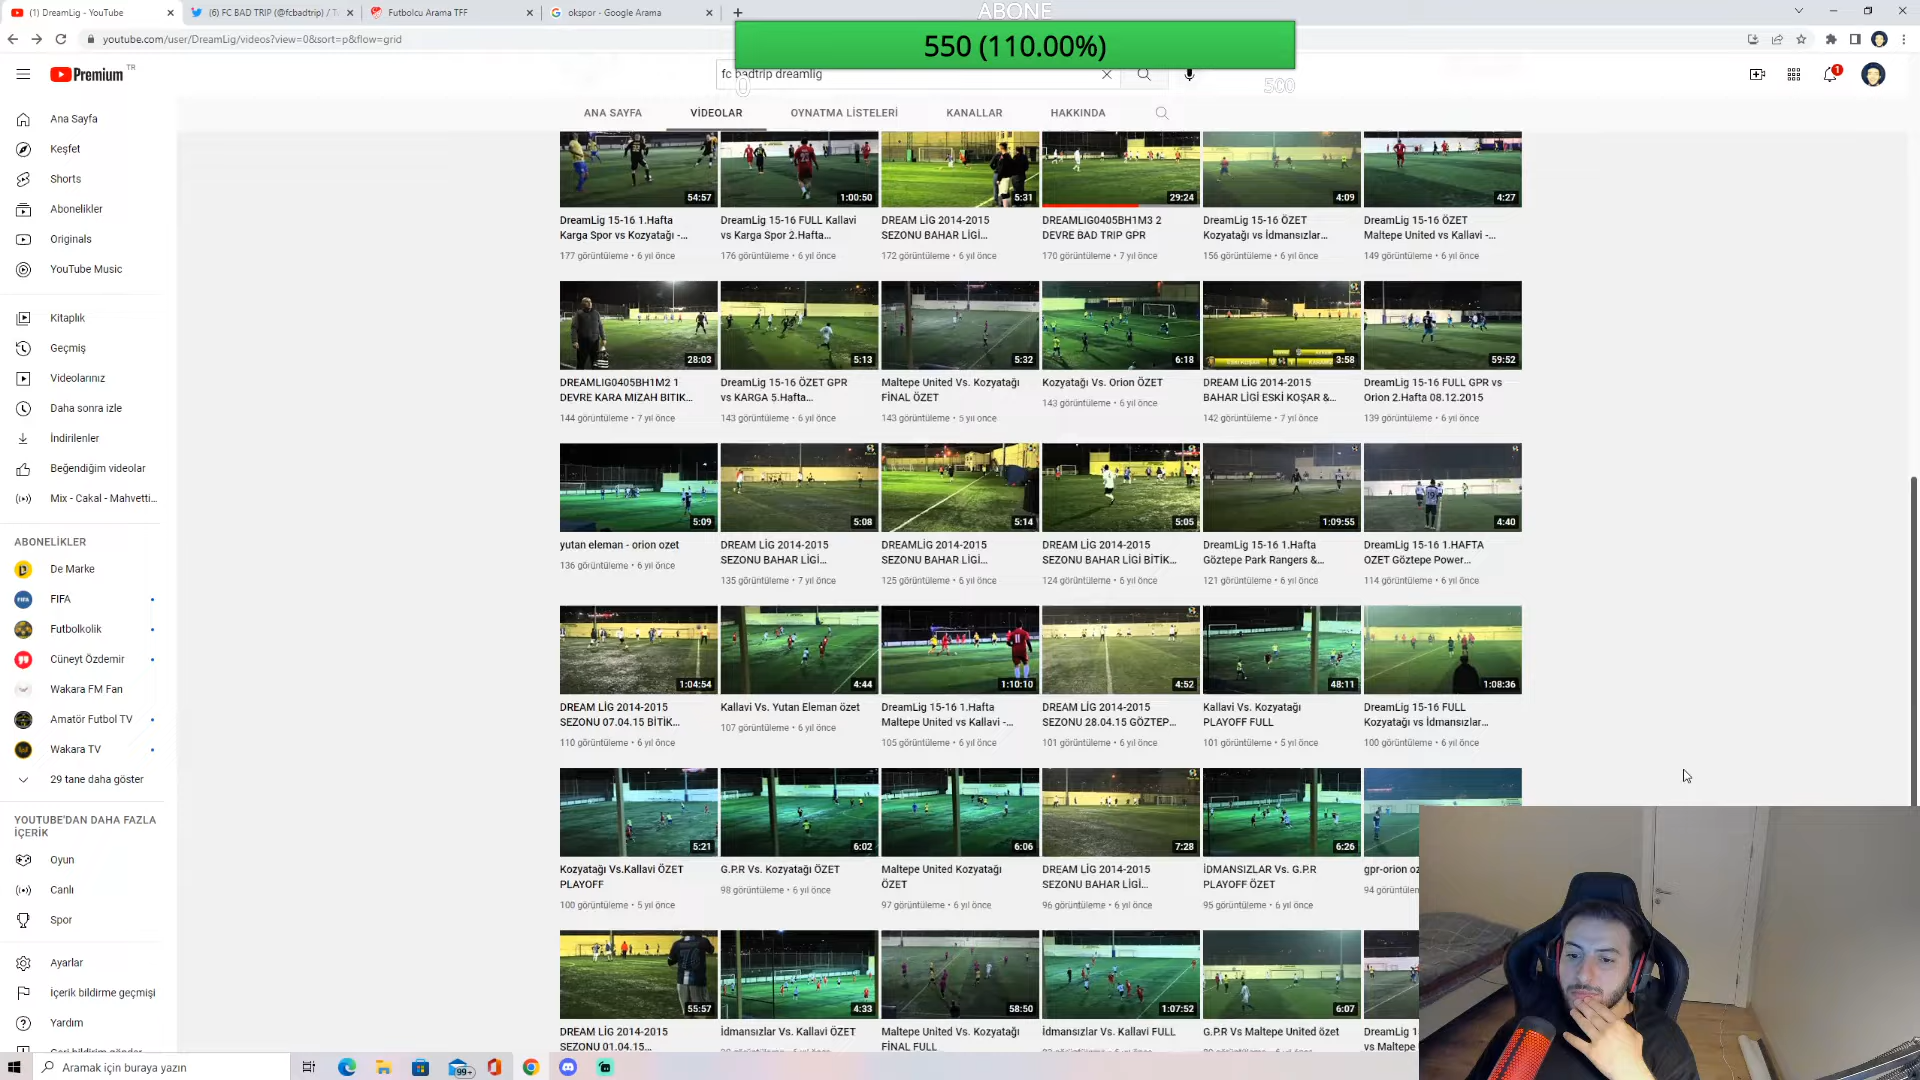 (1) DreamLig - YouTube
(6) FC BAD TRIP (@fcbadtrip) / T
Futbolcu Arama TFF
okspor - Google Arama
ABONE
550 (110.00%)
0
500
youtube.com/user/DreamLig/videos?view=0&sort=p&flow=grid
Premium TR
fc badtrip dreamlig
1
ANA SAYFA
VİDEOLAR
OYNATMA LİSTELERİ
KANALLAR
HAKKINDA
Ana Sayfa
Keşfet
Shorts
Abonelikler
Originals
YouTube Music
Kitaplık
Geçmiş
Videolarınız
Daha sonra izle
İndirilenler
Beğendiğim videolar
Mix - Cakal - Mahvetti...
ABONELİKLER
De Marke
FIFA
Futbolkolik
Cüneyt Özdemir
Wakara FM Fan
Amatör Futbol TV
Wakara TV
29 tane daha göster
YOUTUBE'DAN DAHA FAZLA
İÇERİK
Oyun
Canlı
Spor
Ayarlar
İçerik bildirme geçmişi
Yardım
Geri bildirim gönder
54:57
1:00:50
5:31
29:24
4:09
4:27
DreamLig 15-16 1.Hafta
Karga Spor vs Kozyatağı -...
177 görüntüleme • 6 yıl önce
DreamLig 15-16 FULL Kallavi
vs Karga Spor 2.Hafta...
176 görüntüleme • 6 yıl önce
DREAM LİG 2014-2015
SEZONU BAHAR LİGİ...
172 görüntüleme • 6 yıl önce
DREAMLIG0405BH1M3 2
DEVRE BAD TRIP GPR
170 görüntüleme • 7 yıl önce
DreamLig 15-16 ÖZET
Kozyatağı vs İdmansızlar...
156 görüntüleme • 6 yıl önce
DreamLig 15-16 ÖZET
Maltepe United vs Kallavi -...
149 görüntüleme • 6 yıl önce
28:03
5:13
5:32
6:18
3:58
59:52
DREAMLIG0405BH1M2 1
DEVRE KARA MIZAH BITIK...
144 görüntüleme • 7 yıl önce
DreamLig 15-16 ÖZET GPR
vs KARGA 5.Hafta...
143 görüntüleme • 6 yıl önce
Maltepe United Vs. Kozyatağı
FİNAL ÖZET
143 görüntüleme • 5 yıl önce
Kozyatağı Vs. Orion ÖZET
143 görüntüleme • 6 yıl önce
DREAM LİG 2014-2015
BAHAR LİGİ ESKİ KOŞAR &...
142 görüntüleme • 7 yıl önce
DreamLig 15-16 FULL GPR vs
Orion 2.Hafta 08.12.2015
139 görüntüleme • 6 yıl önce
5:09
5:08
5:14
5:05
1:09:55
4:40
yutan eleman - orion ozet
136 görüntüleme • 6 yıl önce
DREAM LİG 2014-2015
SEZONU BAHAR LİGİ...
135 görüntüleme • 7 yıl önce
DREAMLİG 2014-2015
SEZONU BAHAR LİGİ...
125 görüntüleme • 6 yıl önce
DREAM LİG 2014-2015
SEZONU BAHAR LİGİ BİTİK...
124 görüntüleme • 6 yıl önce
DreamLig 15-16 1.Hafta
Göztepe Park Rangers &...
121 görüntüleme • 6 yıl önce
DreamLig 15-16 1.HAFTA
OZET Göztepe Power...
114 görüntüleme • 6 yıl önce
1:04:54
4:44
1:10:10
4:52
48:11
1:08:36
DREAM LİG 2014-2015
SEZONU 07.04.15 BİTİK...
110 görüntüleme • 6 yıl önce
Kallavi Vs. Yutan Eleman özet
107 görüntüleme • 6 yıl önce
DreamLig 15-16 1.Hafta
Maltepe United vs Kallavi -...
105 görüntüleme • 6 yıl önce
DREAM LİG 2014-2015
SEZONU 28.04.15 GÖZTEP...
101 görüntüleme • 6 yıl önce
Kallavi Vs. Kozyatağı
PLAYOFF FULL
101 görüntüleme • 5 yıl önce
DreamLig 15-16 FULL
Kozyatağı vs İdmansızlar...
100 görüntüleme • 6 yıl önce
5:21
6:02
6:06
7:28
6:26
Kozyatağı Vs.Kallavi ÖZET
PLAYOFF
100 görüntüleme • 5 yıl önce
G.P.R Vs. Kozyatağı ÖZET
98 görüntüleme • 6 yıl önce
Maltepe United Kozyatağı
ÖZET
97 görüntüleme • 6 yıl önce
DREAM LİG 2014-2015
SEZONU BAHAR LİGİ...
96 görüntüleme • 6 yıl önce
İDMANSIZLAR Vs. G.P.R
PLAYOFF ÖZET
95 görüntüleme • 6 yıl önce
gpr-orion oz
94 görüntüleme
55:57
4:33
58:50
1:07:52
6:07
DREAM LİG 2014-2015
SEZONU 01.04.15...
İdmansızlar Vs. Kallavi ÖZET
Maltepe United Vs. Kozyatağı
FİNAL FULL
İdmansızlar Vs. Kallavi FULL
G.P.R Vs Maltepe United özet
DreamLig 1
vs Maltepe
Aramak için buraya yazın
99+